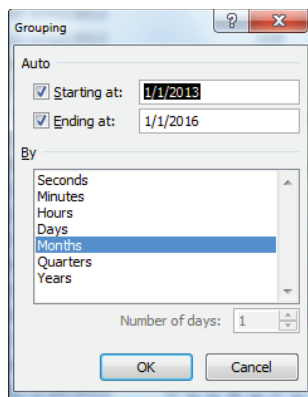 Grouping
Auto
Starting at: 1/1/2013
Ending at: 1/1/2016
By
Seconds
Minutes
Hours
Days
Months
Quarters
Years
Number of days: 1
OK Cancel